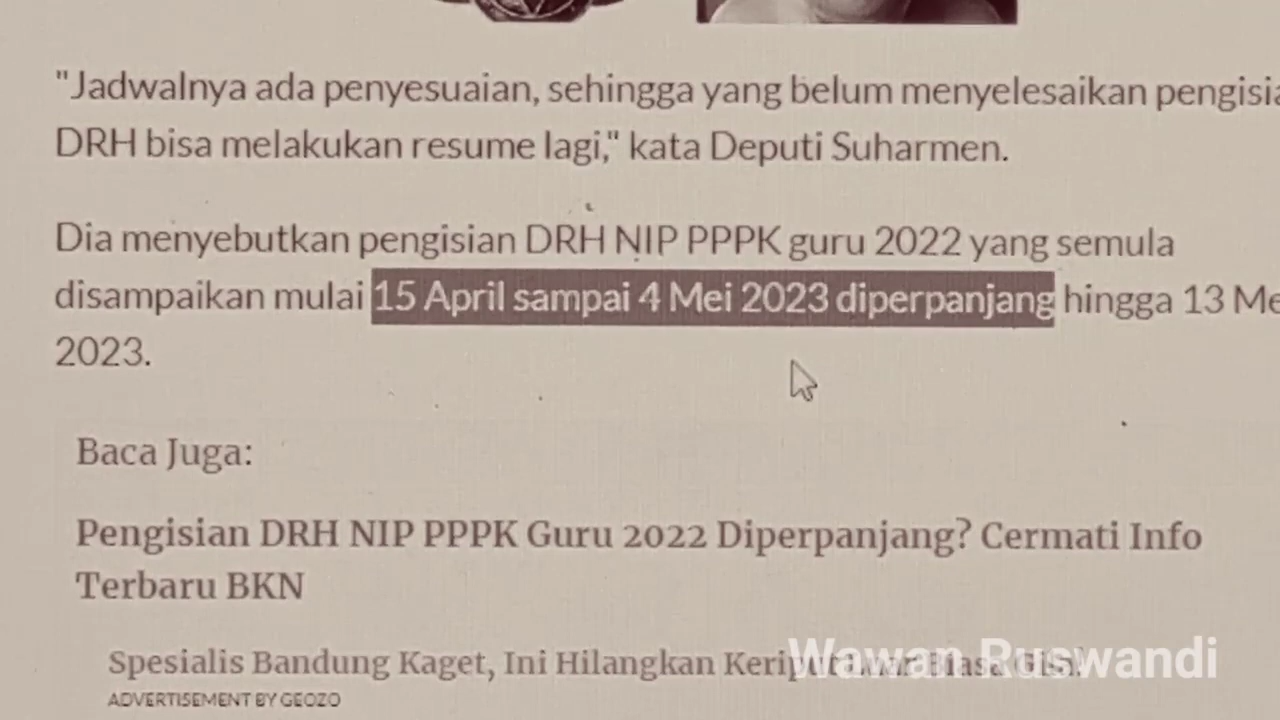 "Jadwalnya ada penyesuaian, sehingga yang belum menyelesaikan pengisia
DRH bisa melakukan resume lagi," kata Deputi Suharmen.
Dia menyebutkan pengisian DRH NIP PPPK guru 2022 yang semula
disampaikan mulai 15 April sampai 4 Mei 2023 diperpanjang hingga 13 Me
2023.
Baca Juga:
Pengisian DRH NIP PPPK Guru 2022 Diperpanjang? Cermati Info
Terbaru BKN
Spesialis Bandung Kaget, Ini Hilangkan Keriput Luar Biasa
ADVERTISEMENT BY GEOZO
Wawan Ruswandi